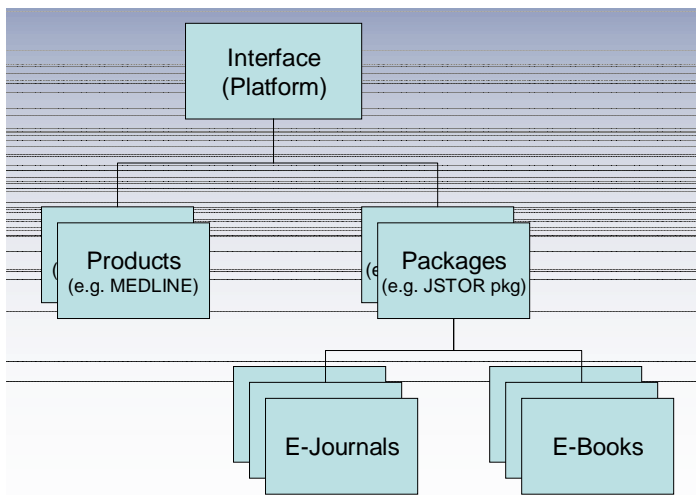 Interface
(Platform)
Products
(e.g. MEDLINE)
Packages
(e.g. JSTOR pkg)
E-Journals
E-Books